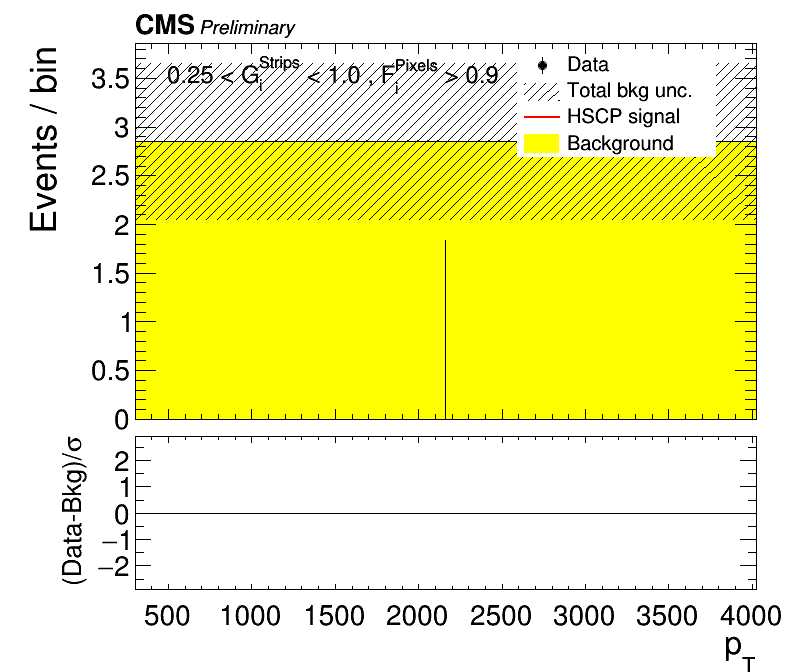 CMS Preliminary
Events / bin
0.25 < G_i^Strips < 1.0 , F_i^Pixels > 0.9
Data
Total bkg unc.
HSCP signal
Background
3.5
3
2.5
2
1.5
1
0.5
0
(Data-Bkg)/σ
2
1
0
−1
−2
500 1000 1500 2000 2500 3000 3500 4000
p_T